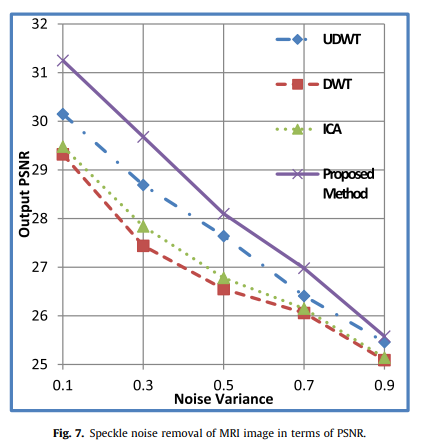 32
31
30
29
28
27
26
25
Output PSNR
UDWT
DWT
ICA
Proposed
Method
0.1 0.3 0.5 0.7 0.9
Noise Variance
Fig. 7. Speckle noise removal of MRI image in terms of PSNR.